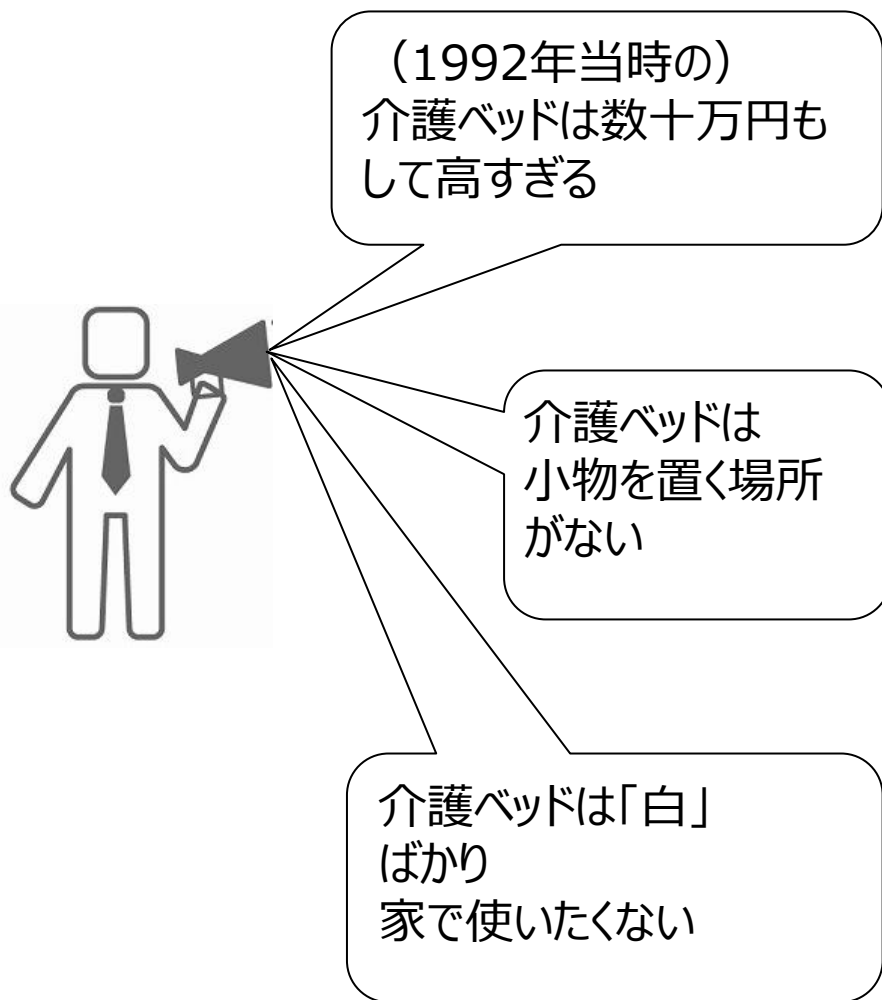 （1992年当時の）
介護ベッドは数十万円も
して高すぎる
介護ベッドは
小物を置く場所
がない
介護ベッドは「白」
ばかり
家で使いたくない